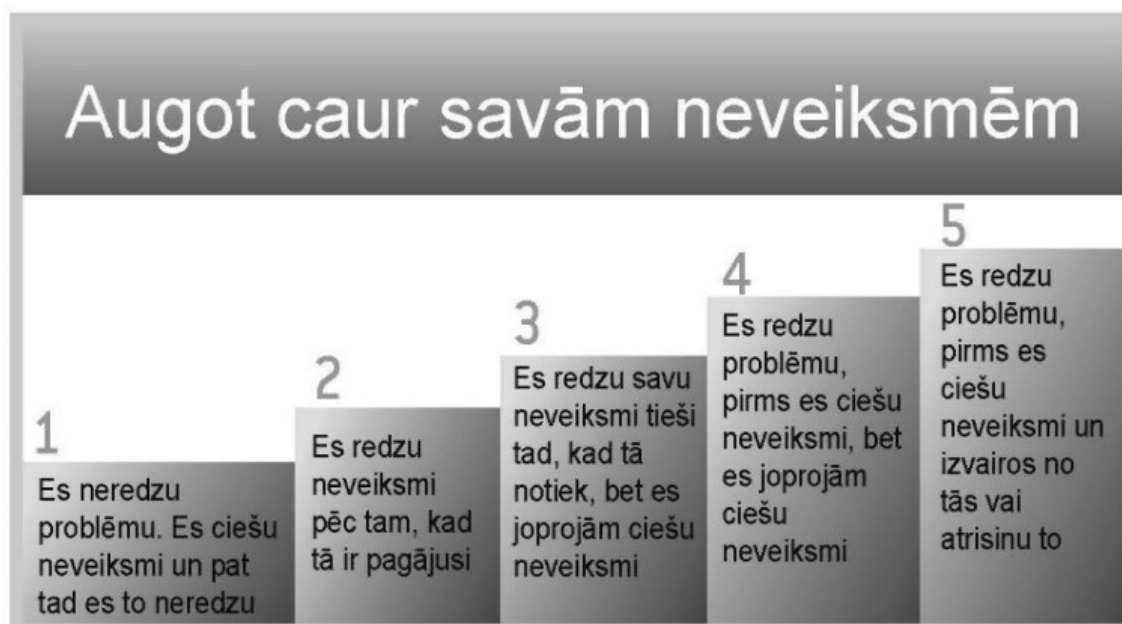 Augot caur savām neveiksmēm
1
Es neredzu
problēmu. Es ciešu
neveiksmi un pat
tad es to neredzu
2
Es redzu
neveiksmi
pēc tam, kad
tā ir pagājusi
3
Es redzu savu
neveiksmi tieši
tad, kad tā
notiek, bet es
joprojām ciešu
neveiksmi
4
Es redzu
problēmu,
pirms es ciešu
neveiksmi, bet
es joprojām
ciešu
neveiksmi
5
Es redzu
problēmu,
pirms es
ciešu
neveiksmi un
izvairos no
tās vai
atrisinu to